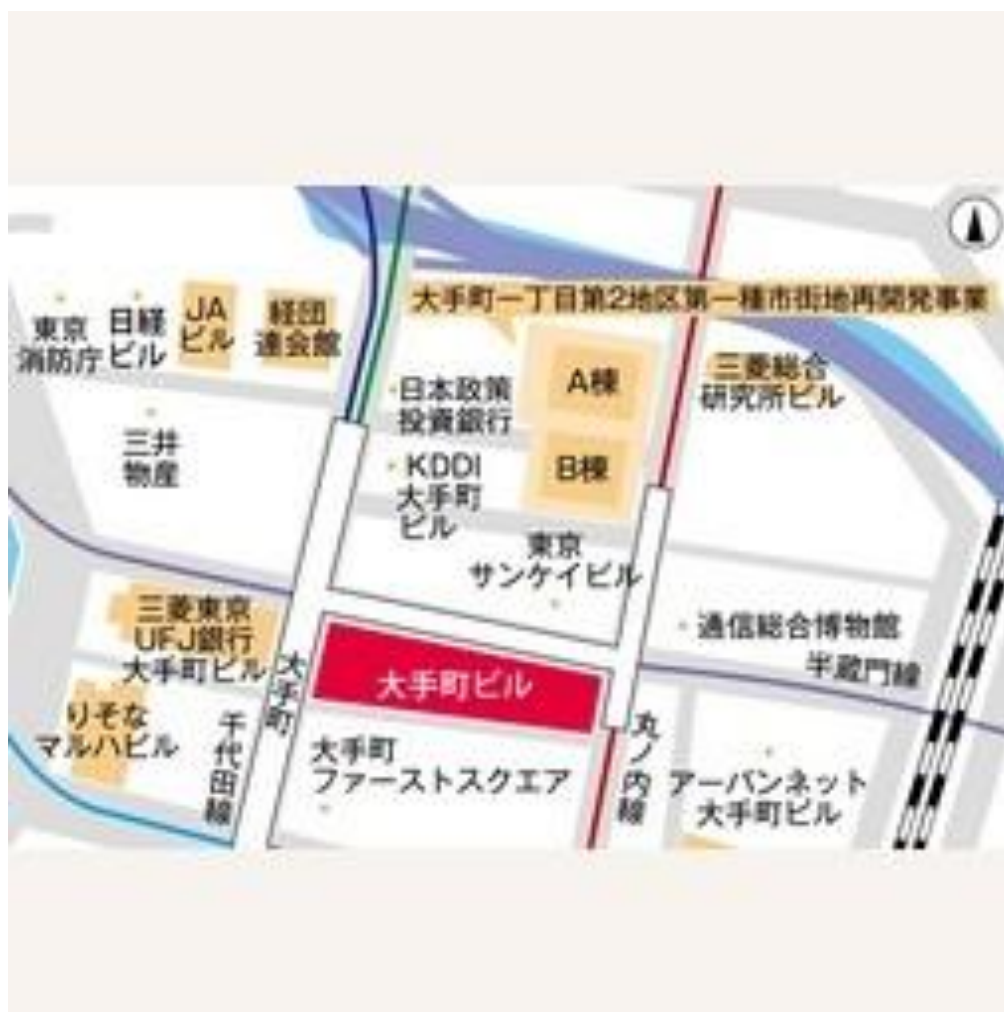 大手町一丁目第2地区第一種市街地再開発事業
東京
消防庁
日経
ビル
JA
ビル
経団
連会館
日本政策
投資銀行
A棟
三菱総合
研究所ビル
三井
物産
KDDI
大手町
ビル
B棟
東京
サンケイビル
三菱東京
UFJ銀行
大手町ビル
通信総合博物館
半蔵門線
大手町
大手町ビル
りそな
マルハビル
千代田線
大手町
ファーストスクエア
丸ノ内線
アーバンネット
大手町ビル